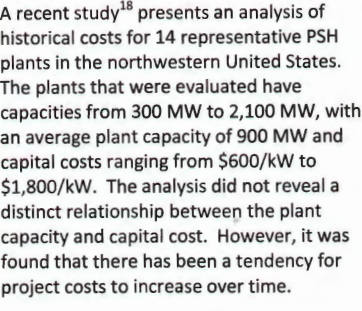 A recent study¹⁸ presents an analysis of
historical costs for 14 representative PSH
plants in the northwestern United States.
The plants that were evaluated have
capacities from 300 MW to 2,100 MW, with
an average plant capacity of 900 MW and
capital costs ranging from $600/kW to
$1,800/kW.  The analysis did not reveal a
distinct relationship between the plant
capacity and capital cost.  However, it was
found that there has been a tendency for
project costs to increase over time.